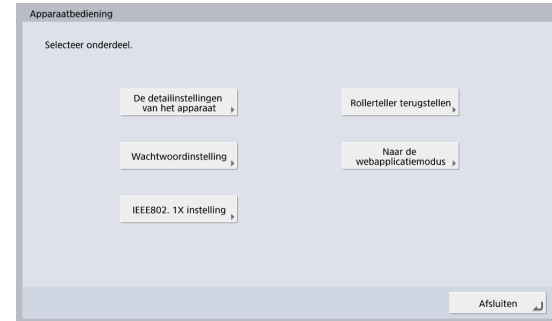 Apparaatbediening
Selecteer onderdeel.
De detailinstellingen
van het apparaat
Rollerteller terugstellen
Wachtwoordinstelling
Naar de
webapplicatiemodus
IEEE802. 1X instelling
Afsluiten